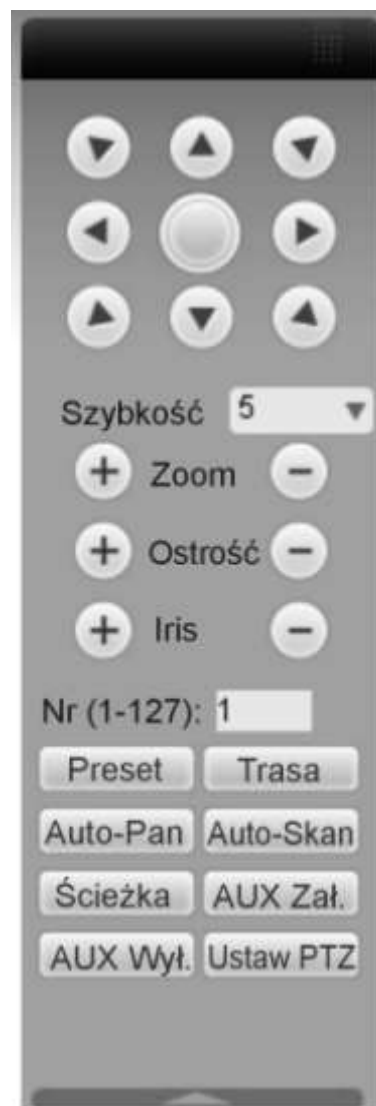 Szybkość 5
+ Zoom −
+ Ostrość −
+ Iris −
Nr (1-127): 1
Preset Trasa
Auto-Pan Auto-Skan
Ścieżka AUX Zał.
AUX Wył. Ustaw PTZ